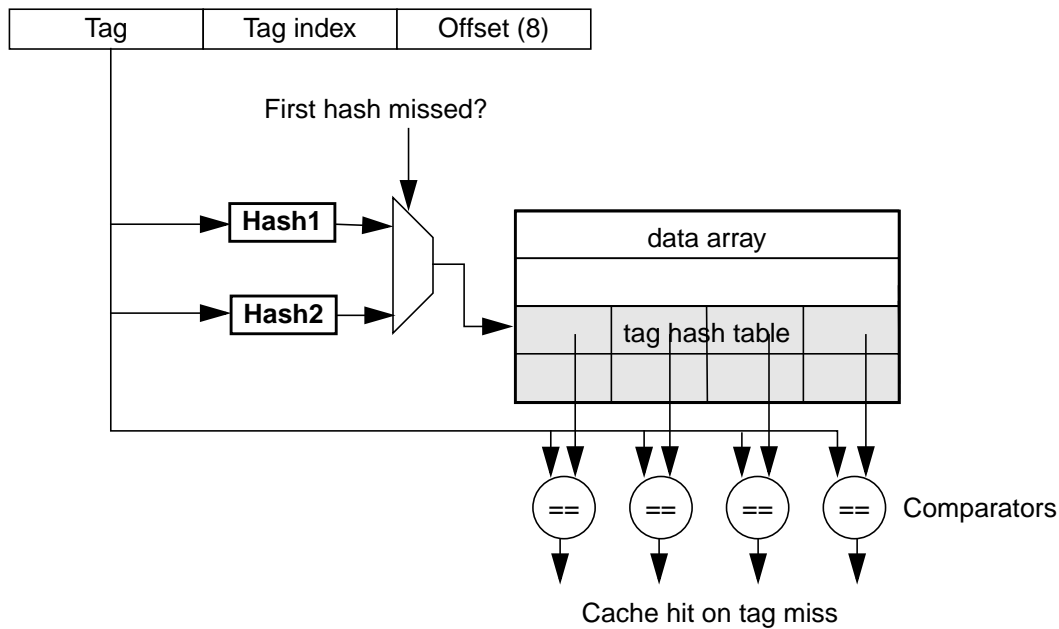 Tag Tag index Offset (8)
First hash missed?
Hash1
data array
Hash2
tag hash table
== == == == Comparators
Cache hit on tag miss